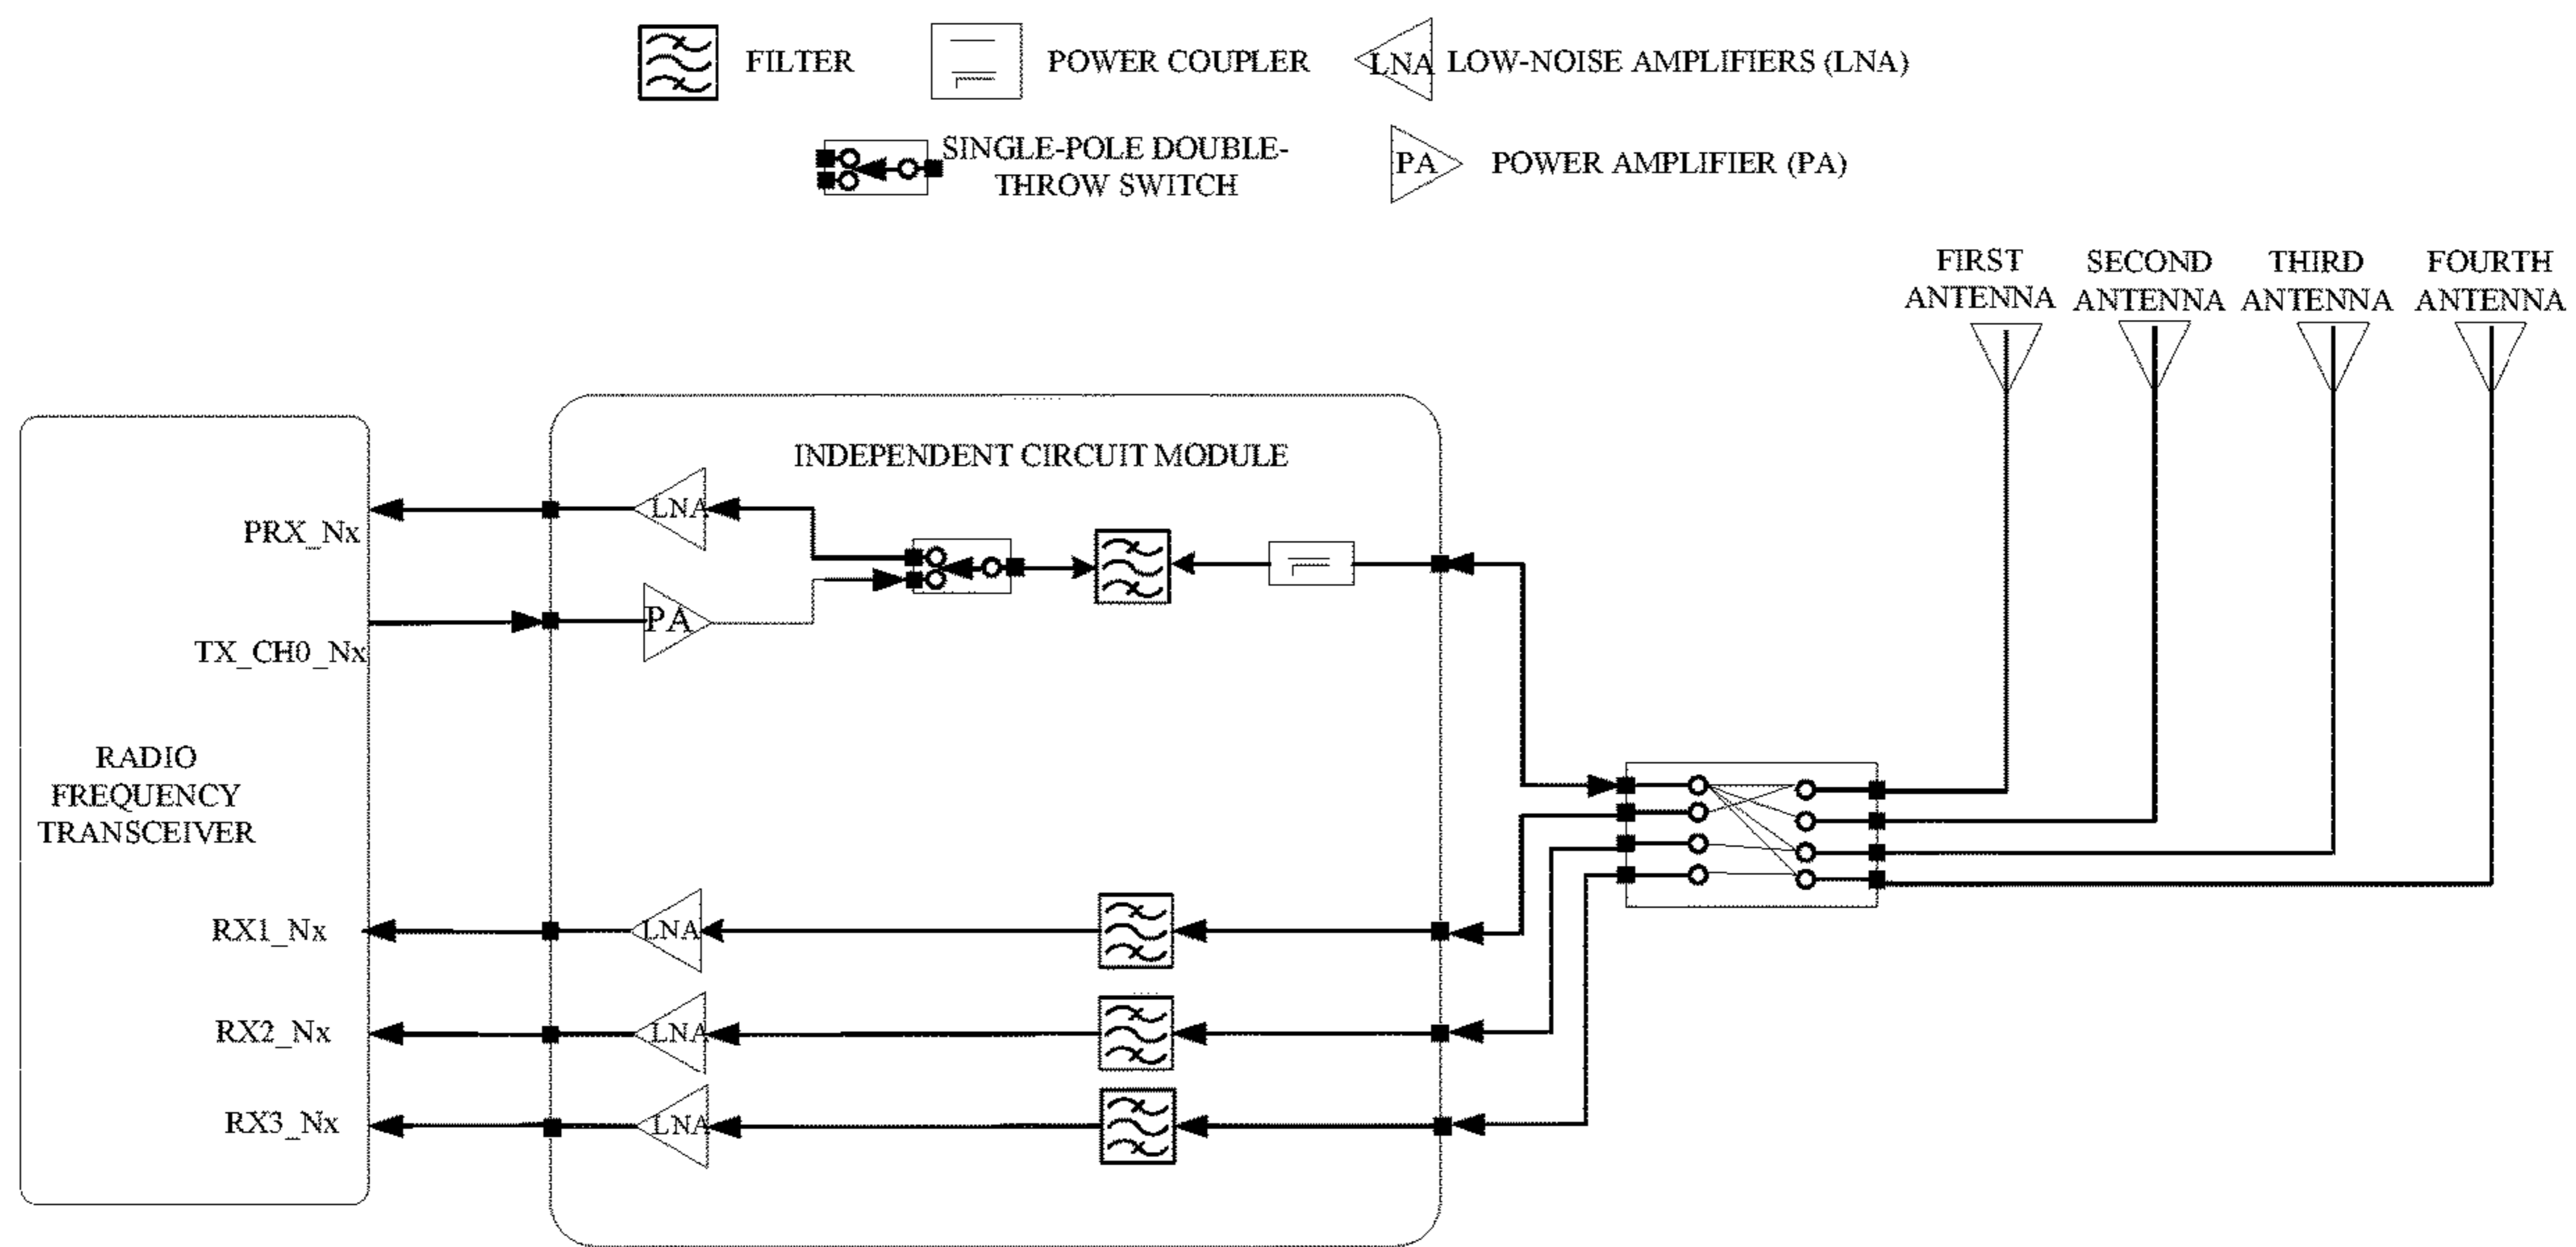 FILTER
POWER COUPLER
LNA
LOW-NOISE AMPLIFIERS (LNA)
SINGLE-POLE DOUBLE-
THROW SWITCH
PA
POWER AMPLIFIER (PA)
FIRST
ANTENNA
SECOND
ANTENNA
THIRD
ANTENNA
FOURTH
ANTENNA
INDEPENDENT CIRCUIT MODULE
LNA
PRX_Nx
PA
TX_CH0_Nx
RADIO
FREQUENCY
TRANSCEIVER
RX1_Nx
LNA
RX2_Nx
LNA
RX3_Nx
LNA